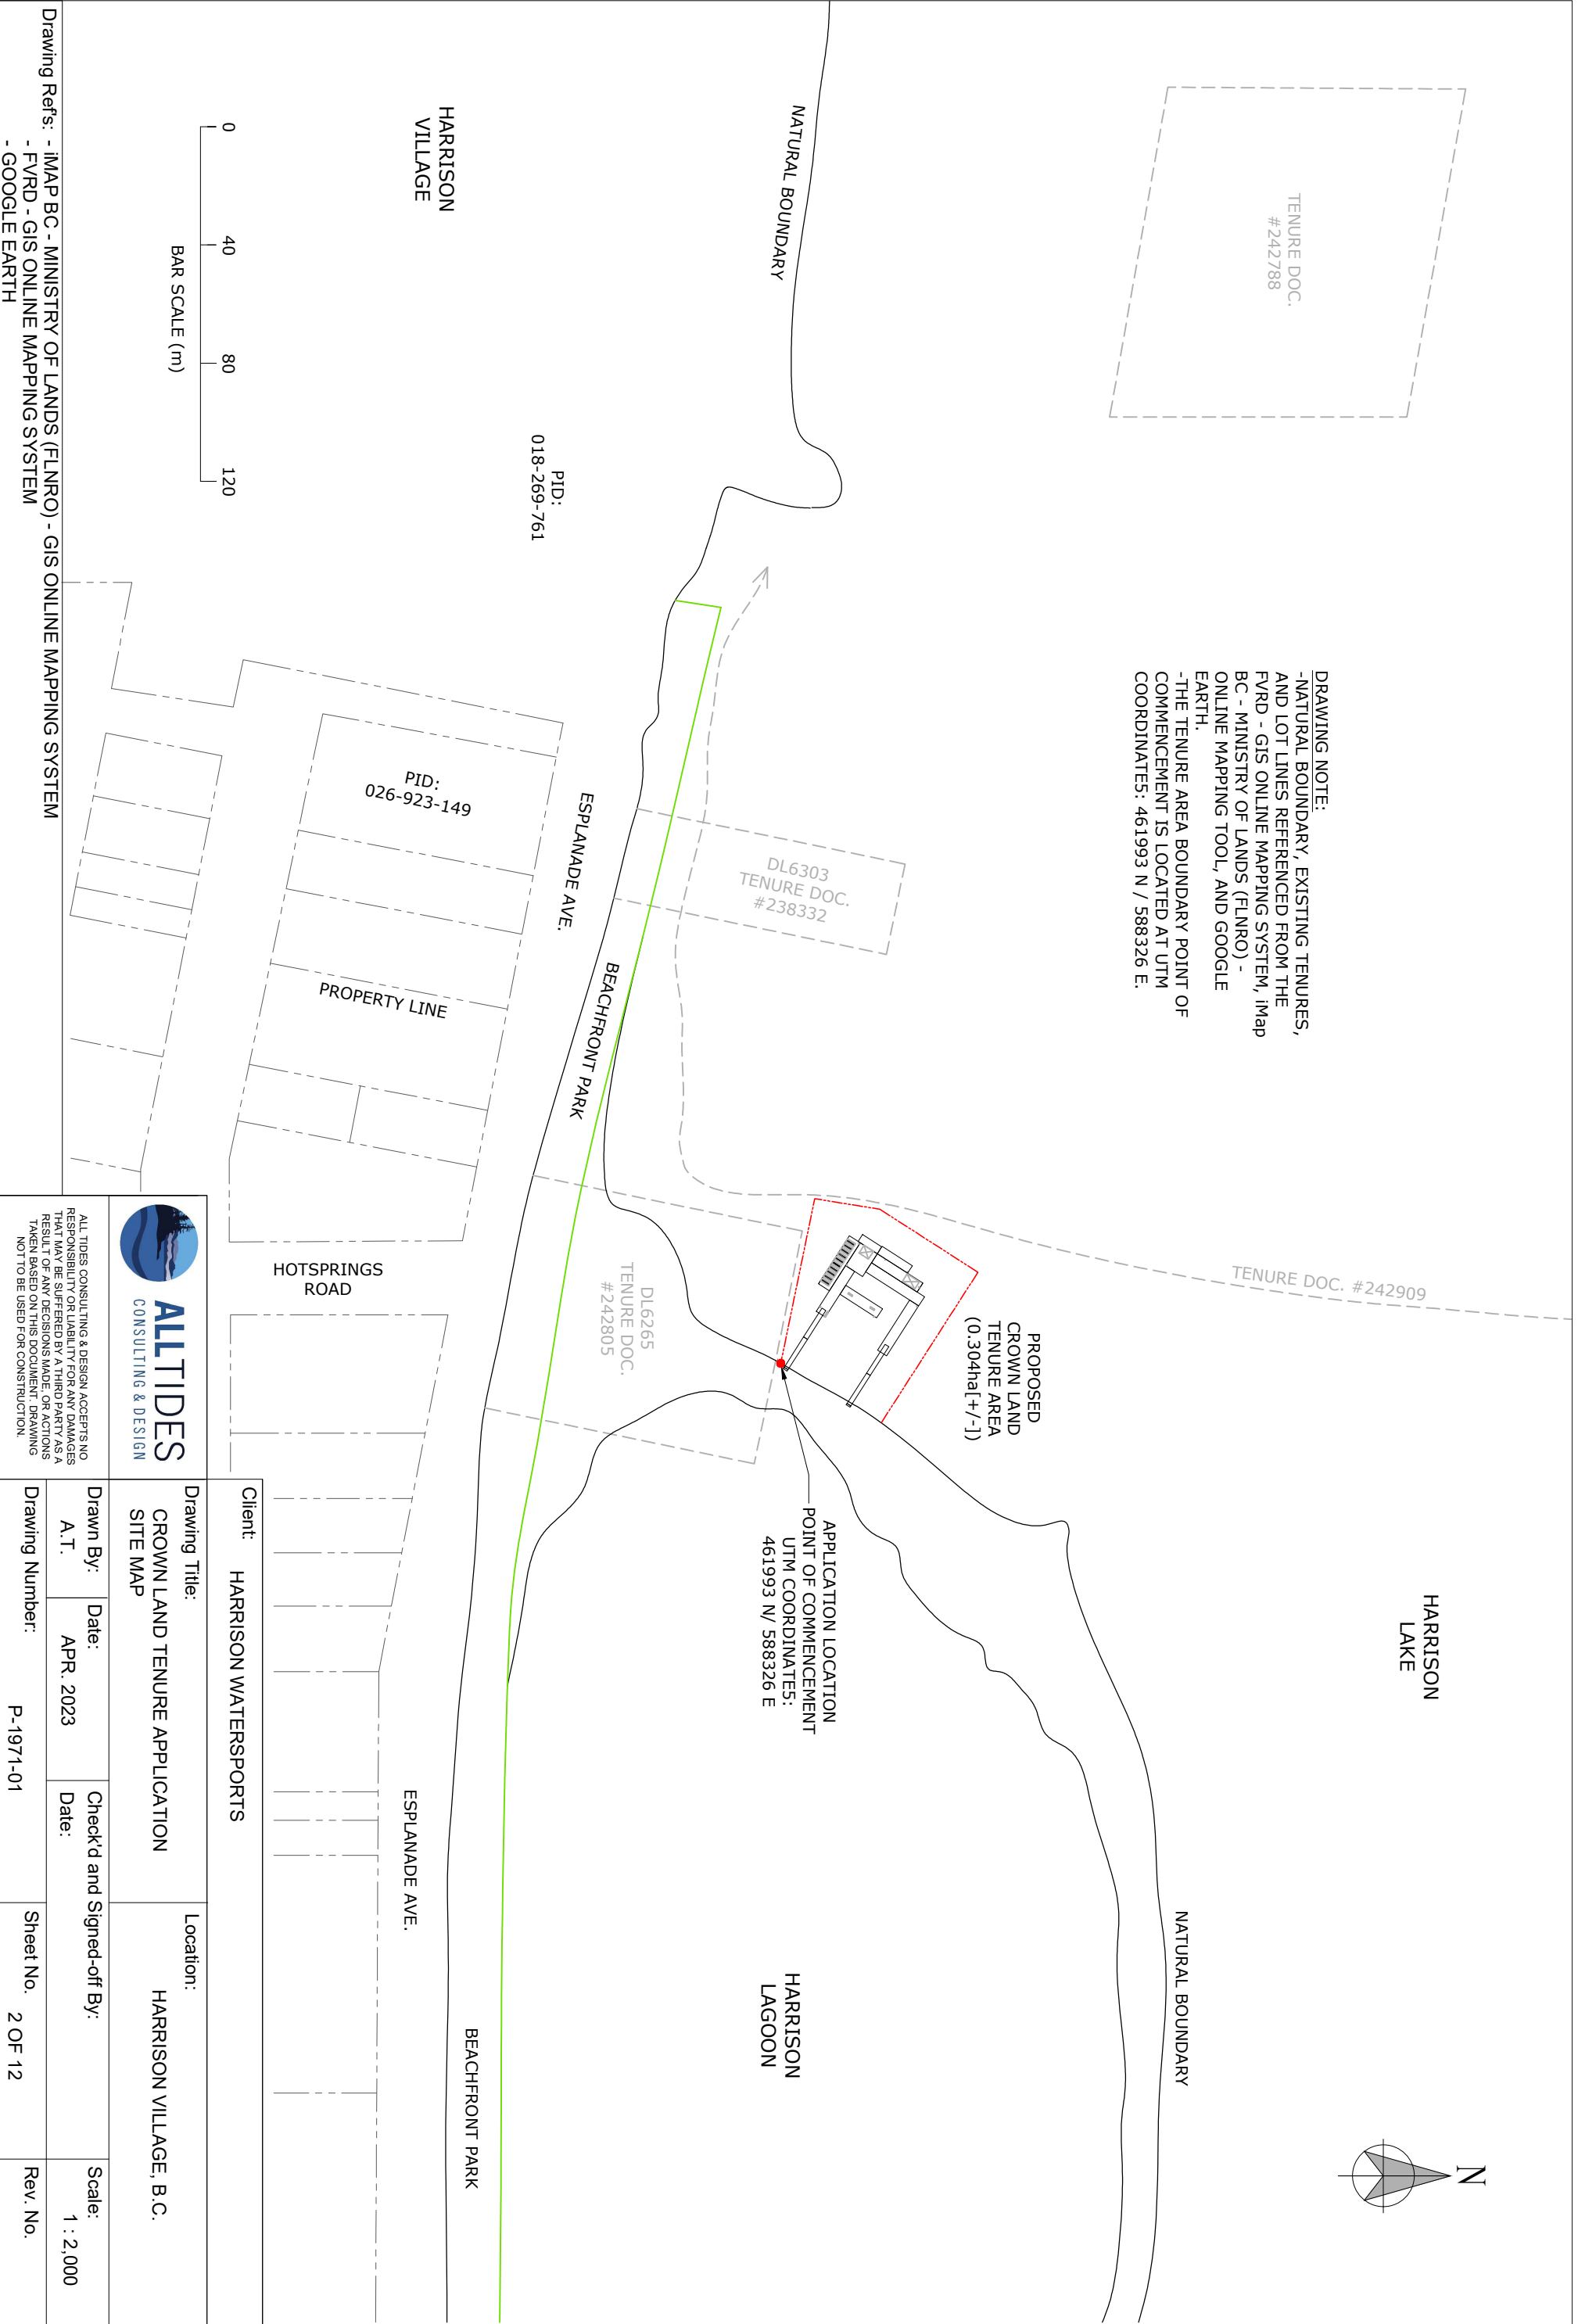 TENURE DOC.
#242788
DRAWING NOTE:
-NATURAL BOUNDARY, EXISTING TENURES,
AND LOT LINES REFERENCED FROM THE
FVRD - GIS ONLINE MAPPING SYSTEM, iMap
BC - MINISTRY OF LANDS (FLNRO) -
ONLINE MAPPING TOOL, AND GOOGLE
EARTH.
-THE TENURE AREA BOUNDARY POINT OF
COMMENCEMENT IS LOCATED AT UTM
COORDINATES: 461993 N / 588326 E.
TENURE DOC. #242909
HARRISON
LAKE
N
NATURAL BOUNDARY
PROPOSED
CROWN LAND
TENURE AREA
(0.304ha[+/-])
NATURAL BOUNDARY
APPLICATION LOCATION
POINT OF COMMENCEMENT
UTM COORDINATES:
461993 N/ 588326 E
HARRISON
LAGOON
DL6303
TENURE DOC.
#238332
DL6265
TENURE DOC.
#242805
PID:
018-269-761
ESPLANADE AVE.
BEACHFRONT PARK
BEACHFRONT PARK
ESPLANADE AVE.
HARRISON
VILLAGE
PID:
026-923-149
PROPERTY LINE
HOTSPRINGS
ROAD
0 40 80 120
BAR SCALE (m)
Drawing Ref's: - iMAP BC - MINISTRY OF LANDS (FLNRO) - GIS ONLINE MAPPING SYSTEM
- FVRD - GIS ONLINE MAPPING SYSTEM
- GOOGLE EARTH
ALLTIDES
CONSULTING & DESIGN
ALL TIDES CONSULTING & DESIGN ACCEPTS NO
RESPONSIBILITY OR LIABILITY FOR ANY DAMAGES
THAT MAY BE SUFFERED BY A THIRD PARTY AS A
RESULT OF ANY DECISIONS MADE, OR ACTIONS
TAKEN BASED ON THIS DOCUMENT. DRAWING
NOT TO BE USED FOR CONSTRUCTION.
Client: HARRISON WATERSPORTS
Drawing Title:
CROWN LAND TENURE APPLICATION
SITE MAP
Location:
HARRISON VILLAGE, B.C.
Drawn By:
A.T.
Date:
APR. 2023
Check'd and Signed-off By:
Date:
Scale:
1 : 2,000
Drawing Number:
P-1971-01
Sheet No.
2 OF 12
Rev. No.